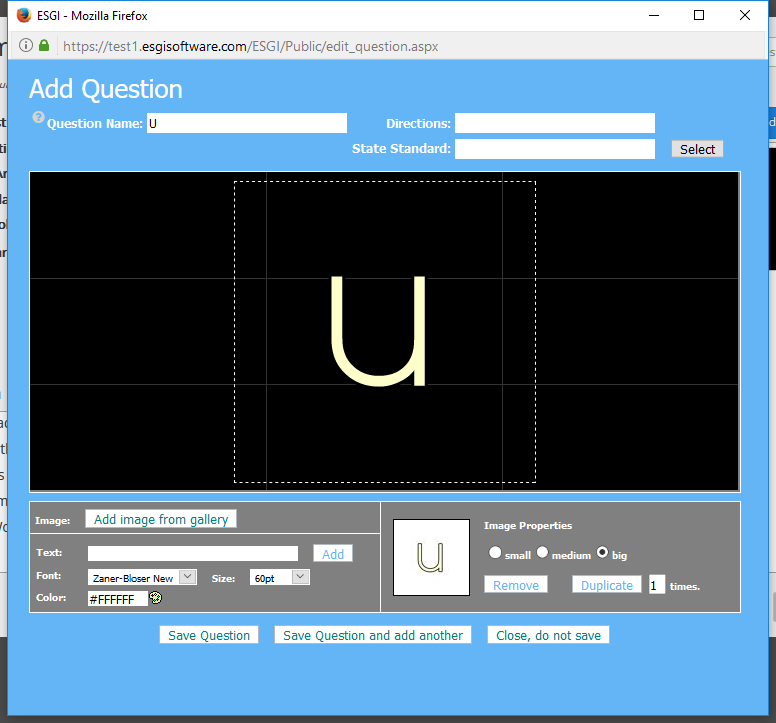 ESGI - Mozilla Firefox
https://test1.esgisoftware.com/ESGI/Public/edit_question.aspx
Add Question
? Question Name: U Directions:
State Standard: Select
u
Image: Add image from gallery
Text: Add
Font: Zaner-Bloser New Size: 60pt
Color: #FFFFFF
u
Image Properties
small medium big
Remove Duplicate 1 times.
Save Question Save Question and add another Close, do not save